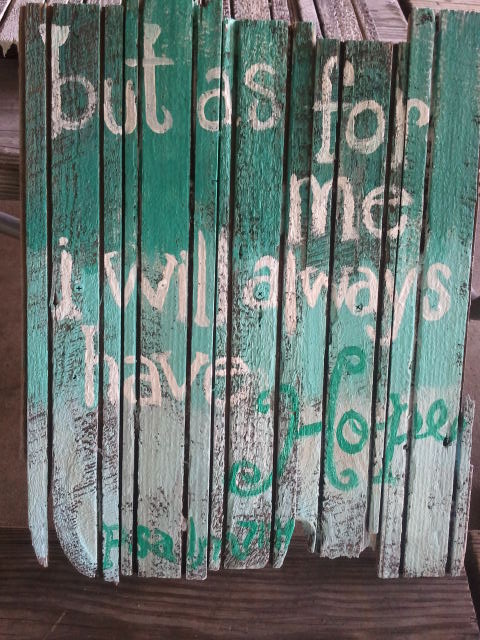 but as for
me
i will always
have Hope
Psalm 71:14